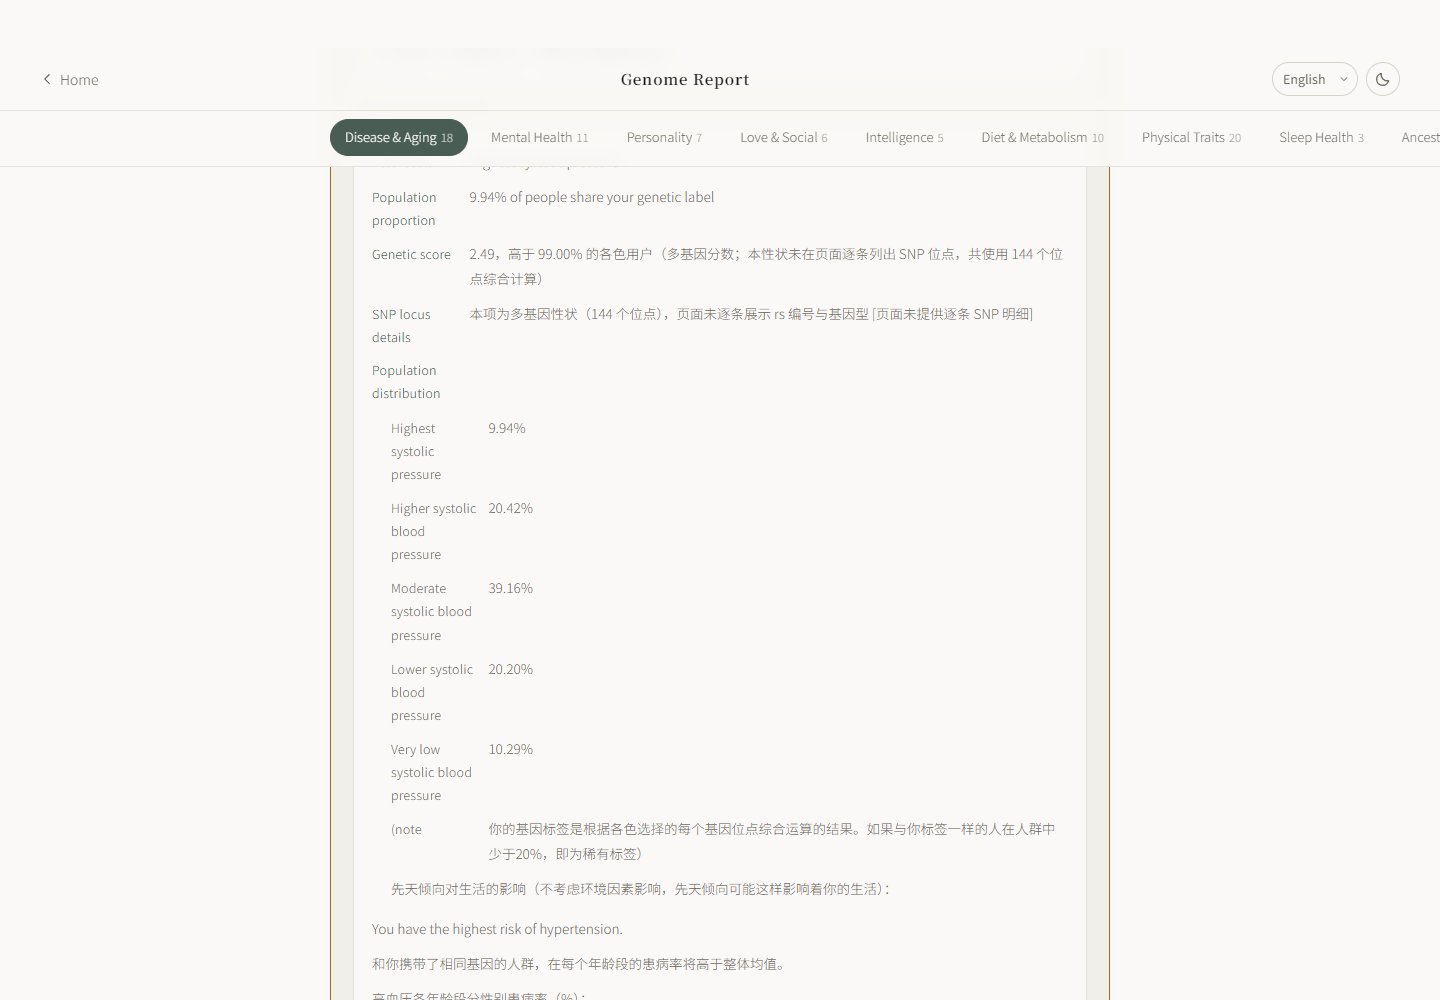 Home
Genome Report
English
Disease & Aging 18
Mental Health 11
Personality 7
Love & Social 6
Intelligence 5
Diet & Metabolism 10
Physical Traits 20
Sleep Health 3
Ancest
Population proportion
9.94% of people share your genetic label
Genetic score
2.49，高于 99.00% 的各色用户（多基因分数；本性状未在页面逐条列出 SNP 位点，共使用 144 个位
点综合计算）
SNP locus details
本项为多基因性状（144 个位点），页面未逐条展示 rs 编号与基因型 [页面未提供逐条 SNP 明细]
Population distribution
Highest systolic pressure
9.94%
Higher systolic blood pressure
20.42%
Moderate systolic blood pressure
39.16%
Lower systolic blood pressure
20.20%
Very low systolic blood pressure
10.29%
(note
你的基因标签是根据各色选择的每个基因位点综合运算的结果。如果与你标签一样的人在人群中
少于20%，即为稀有标签）
先天倾向对生活的影响（不考虑环境因素影响，先天倾向可能这样影响着你的生活）：
You have the highest risk of hypertension.
和你携带了相同基因的人群，在每个年龄段的患病率将高于整体均值。
高血压各年龄段分性别患病率（%）：